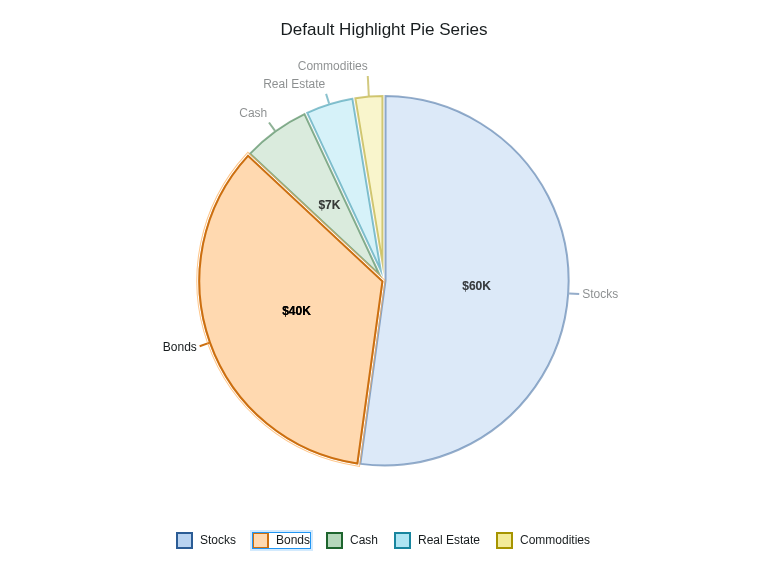 Default Highlight Pie Series
Commodities
Real Estate
Cash
$7K
$60K
Stocks
$40K
Bonds
Stocks Bonds Cash Real Estate Commodities